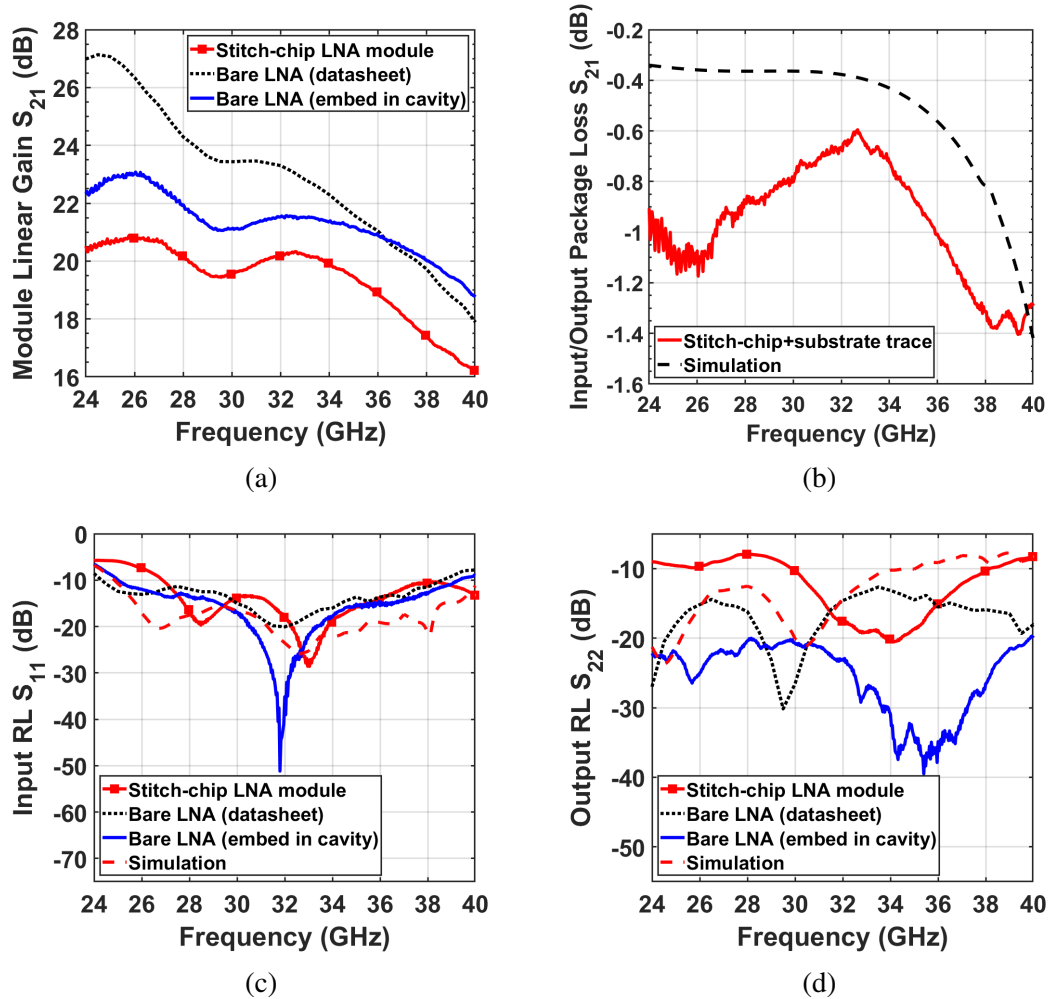 Module Linear Gain S21 (dB)
28
26
24
22
20
18
16
Stitch-chip LNA module
Bare LNA (datasheet)
Bare LNA (embed in cavity)
24 26 28 30 32 34 36 38 40
Frequency (GHz)
(a)
Input/Output Package Loss S21 (dB)
-0.2
-0.4
-0.6
-0.8
-1
-1.2
-1.4
-1.6
Stitch-chip+substrate trace
Simulation
24 26 28 30 32 34 36 38 40
Frequency (GHz)
(b)
Input RL S11 (dB)
0
-10
-20
-30
-40
-50
-60
-70
Stitch-chip LNA module
Bare LNA (datasheet)
Bare LNA (embed in cavity)
Simulation
24 26 28 30 32 34 36 38 40
Frequency (GHz)
(c)
Output RL S22 (dB)
-10
-20
-30
-40
-50
Stitch-chip LNA module
Bare LNA (datasheet)
Bare LNA (embed in cavity)
Simulation
24 26 28 30 32 34 36 38 40
Frequency (GHz)
(d)